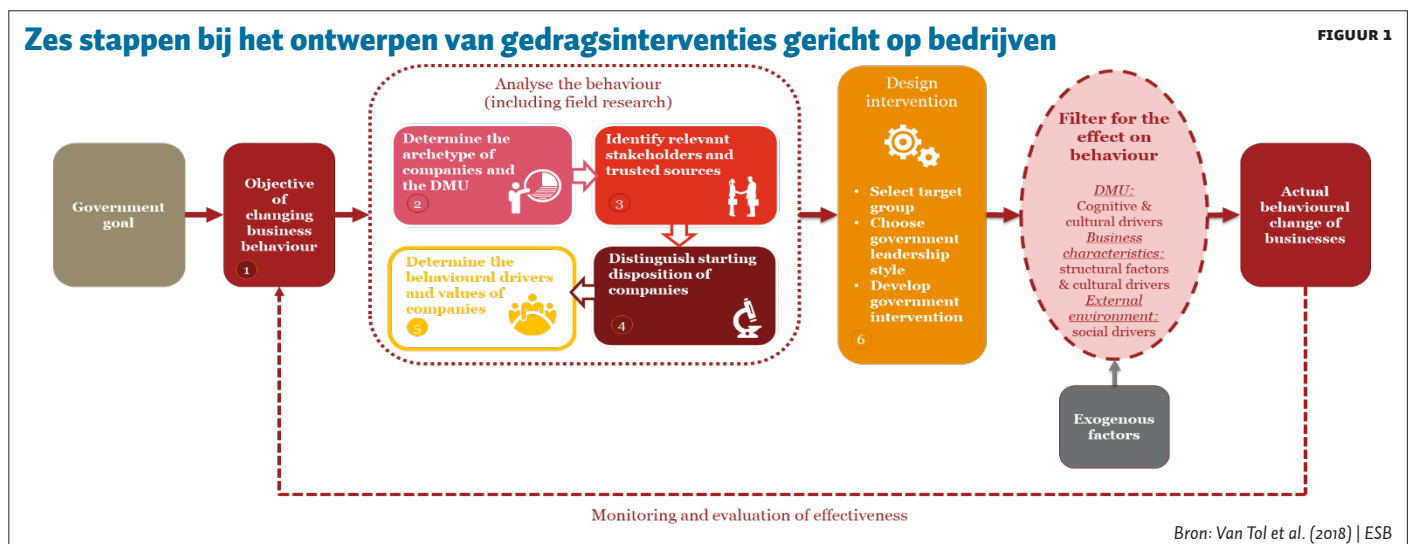 Zes stappen bij het ontwerpen van gedragsinterventies gericht op bedrijven
FIGUUR 1
Government
goal
Objective
of
changing
business
behaviour
1
Analyse the behaviour
(including field research)
Determine the
archetype of
companies and
the DMU
2
Identify relevant
stakeholders and
trusted sources
3
Distinguish starting
disposition of
companies
4
Determine the
behavioural drivers
and values of
companies
5
Design
intervention
• Select target
group
• Choose
government
leadership
style
• Develop
government
intervention
6
Filter for the
effect on
behaviour
DMU:
Cognitive &
cultural drivers
Business
characteristics:
structural factors
& cultural drivers
External
environment:
social drivers
Exogenous
factors
Actual
behavioural
change of
businesses
Monitoring and evaluation of effectiveness
Bron: Van Tol et al. (2018) | ESB